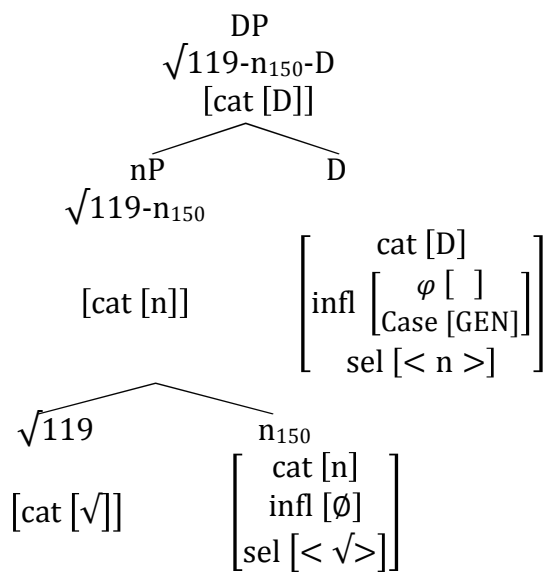 DP
√119-n₁₅₀-D
[cat [D]]
nP D
√119-n₁₅₀
[cat [n]]
cat [D]
infl [φ [ ]
Case [GEN]]
sel [< n >]
√119 n₁₅₀
[cat [√]]
cat [n]
infl [Ø]
sel [< √>]